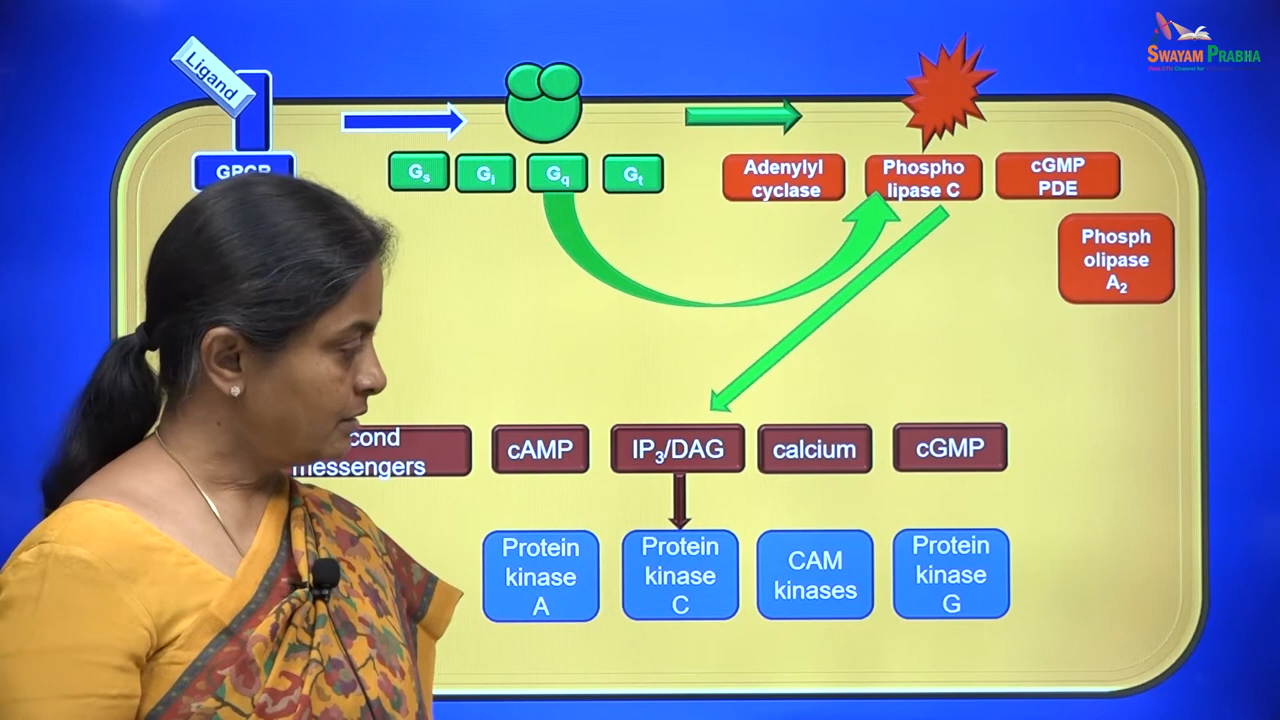 SWAYAM PRABHA
Ligand
GPCR
Gs
Gi
Gq
Gt
Adenylyl
cyclase
Phospho
lipase C
cGMP
PDE
Phosph
olipase
A2
cond
messengers
cAMP
IP3/DAG
calcium
cGMP
Protein
kinase
A
Protein
kinase
C
CAM
kinases
Protein
kinase
G